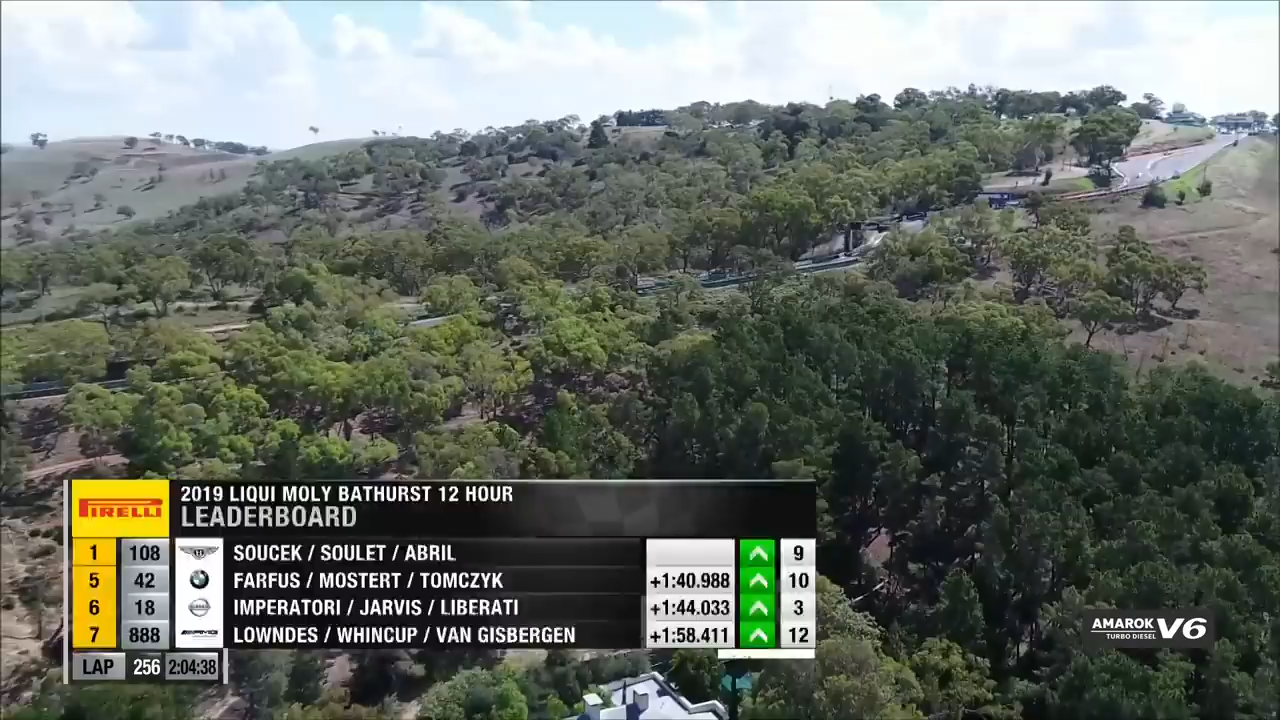 PIRELLI
2019 LIQUI MOLY BATHURST 12 HOUR
LEADERBOARD
1 108 SOUCEK / SOULET / ABRIL 9
5 42 FARFUS / MOSTERT / TOMCZYK +1:40.988 10
6 18 IMPERATORI / JARVIS / LIBERATI +1:44.033 3
7 888 AMG LOWNDES / WHINCUP / VAN GISBERGEN +1:58.411 12
LAP 256 2:04:38
AMAROK V6
TURBO DIESEL